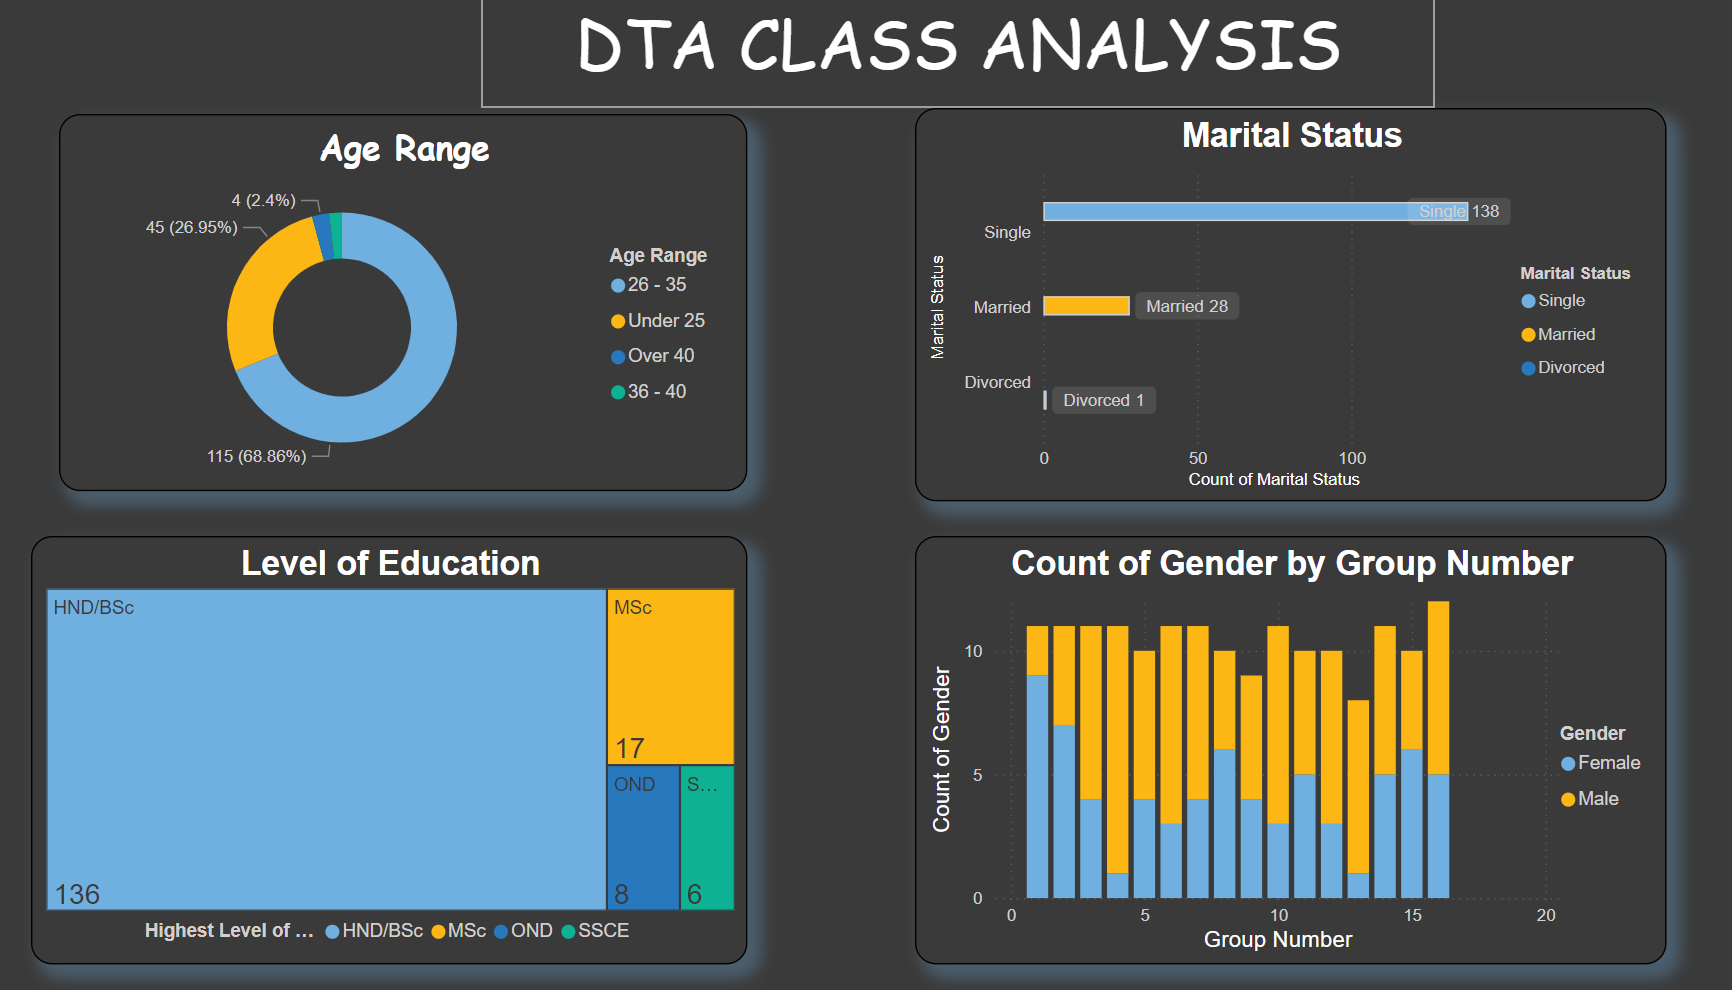 DTA CLASS ANALYSIS
Age Range
4 (2.4%)
45 (26.95%)
115 (68.86%)
Age Range
26 - 35
Under 25
Over 40
36 - 40
Marital Status
Marital Status
Single
Married
Divorced
Single 138
Married 28
Divorced 1
0 50 100
Count of Marital Status
Marital Status
Single
Married
Divorced
Level of Education
HND/BSc
136
MSc
17
OND
8
S...
6
Highest Level of ... HND/BSc MSc OND SSCE
Count of Gender by Group Number
Count of Gender
10
5
0
0 5 10 15 20
Group Number
Gender
Female
Male